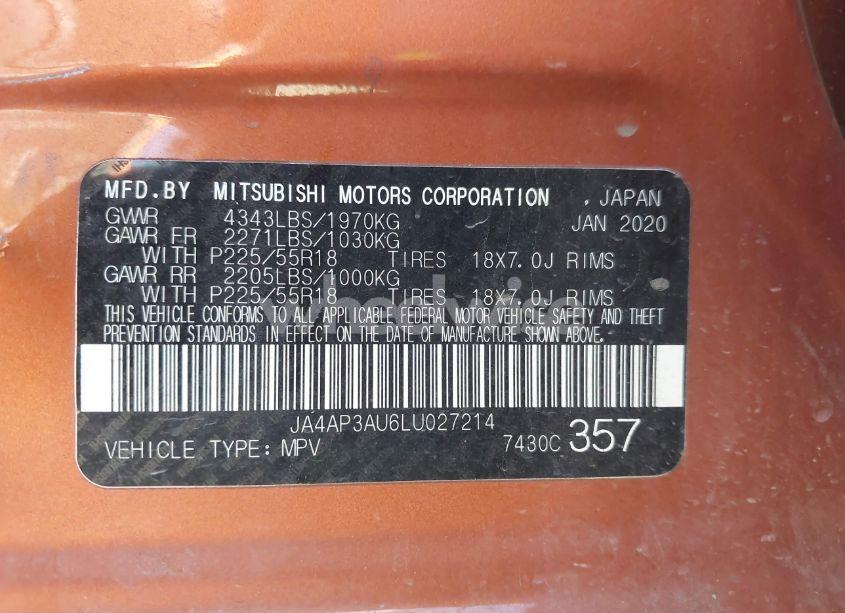 MFD.BY MITSUBISHI MOTORS CORPORATION , JAPAN
GVWR 4343LBS/1970KG JAN 2020
GAWR FR 2271LBS/1030KG
WITH P225/55R18 TIRES 18X7.0J RIMS
GAWR RR 2205LBS/1000KG
WITH P225/55R18 TIRES 18X7.0J RIMS
THIS VEHICLE CONFORMS TO ALL APPLICABLE FEDERAL MOTOR VEHICLE SAFETY AND THEFT
PREVENTION STANDARDS IN EFFECT ON THE DATE OF MANUFACTURE SHOWN ABOVE.
JA4AP3AU6LU027214
VEHICLE TYPE: MPV 7430C 357